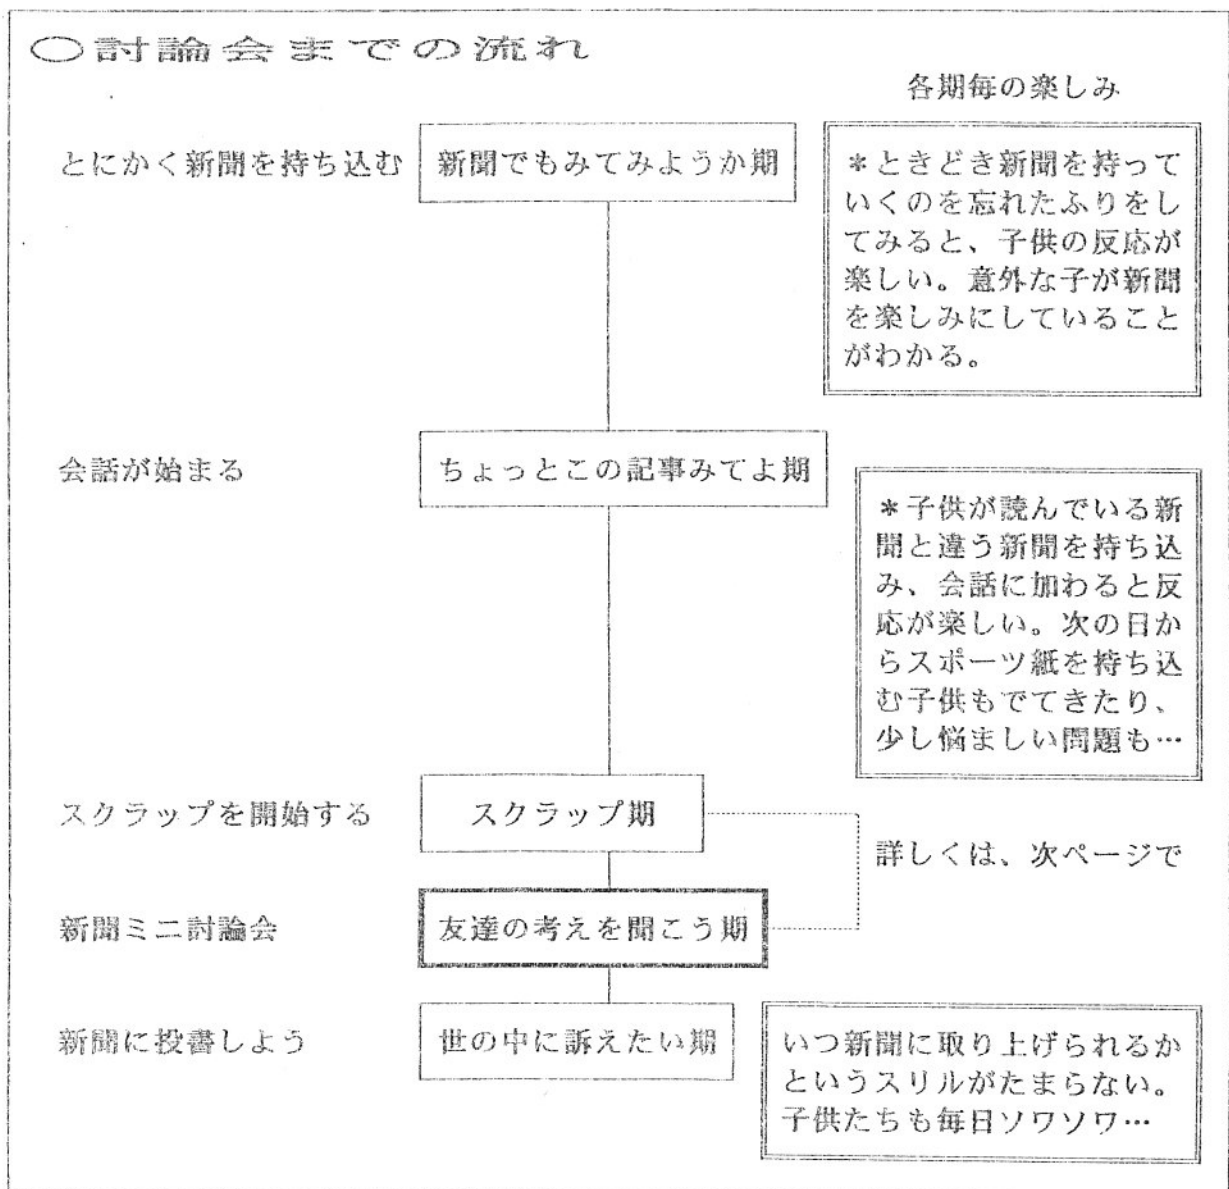 ○討論会までの流れ
各期毎の楽しみ
とにかく新聞を持ち込む
新聞でもみてみようか期
＊ときどき新聞を持って
いくのを忘れたふりをし
てみると、子供の反応が
楽しい。意外な子が新聞
を楽しみにしていること
がわかる。
会話が始まる
ちょっとこの記事みてよ期
＊子供が読んでいる新
聞と違う新聞を持ち込
み、会話に加わると反
応が楽しい。次の日か
らスポーツ紙を持ち込
む子供もでてきたり、
少し悩ましい問題も…
スクラップを開始する
スクラップ期
詳しくは、次ページで
新聞ミニ討論会
友達の考えを聞こう期
新聞に投書しよう
世の中に訴えたい期
いつ新聞に取り上げられるか
というスリルがたまらない。
子供たちも毎日ソワソワ…